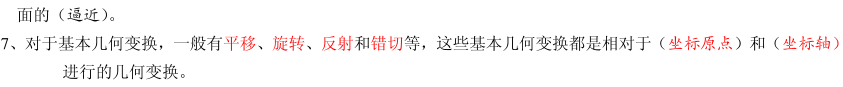 面的（逼近）。
7、对于基本几何变换，一般有平移、旋转、反射和错切等，这些基本几何变换都是相对于（坐标原点）和（坐标轴）
进行的几何变换。